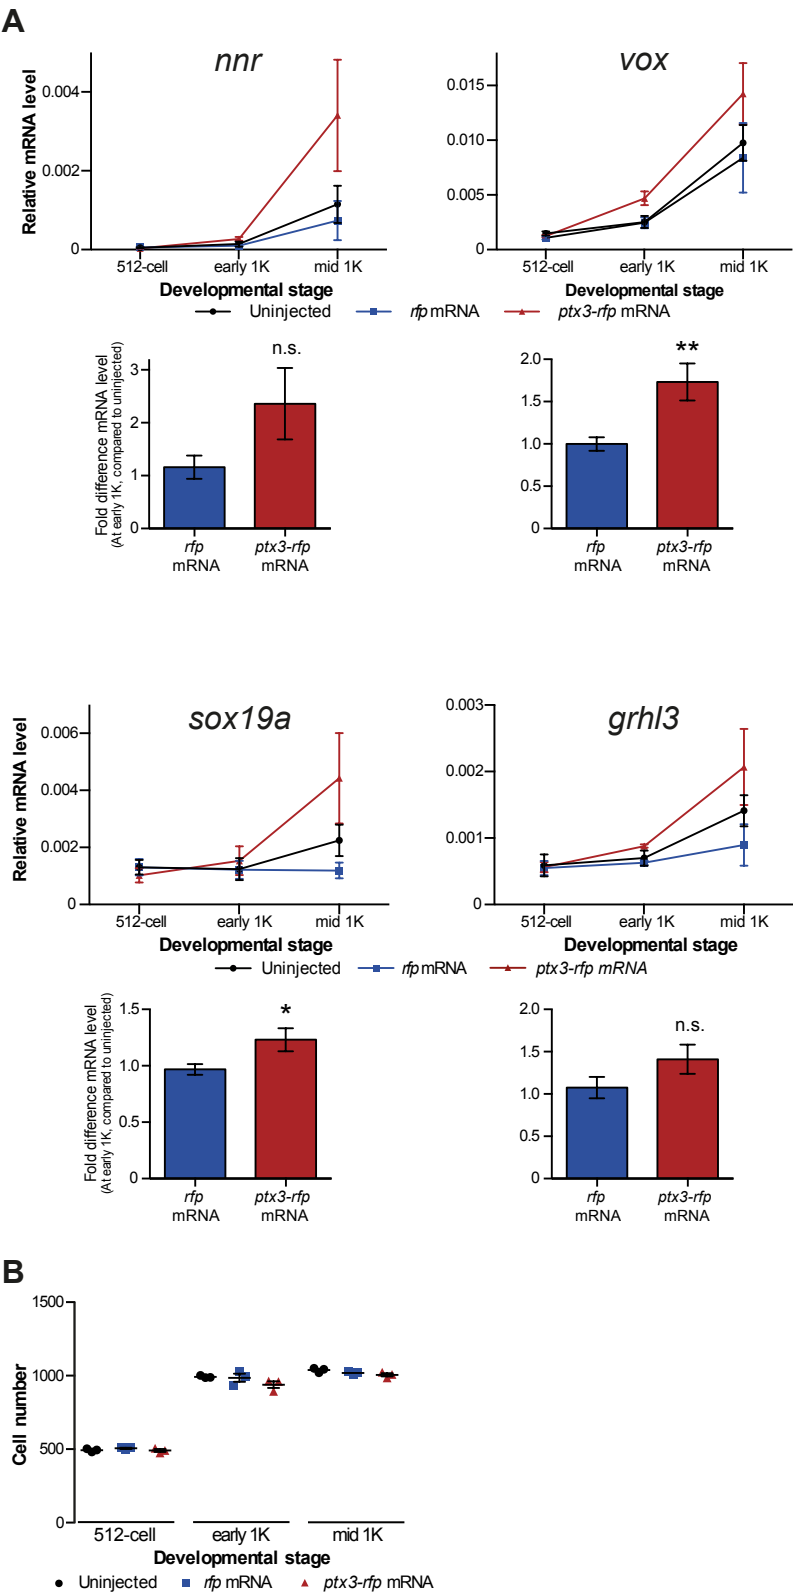 A
nnr
vox
Relative mRNA level
0.004
0.002
0
0.015
0.010
0.005
0
512-cell early 1K mid 1K
512-cell early 1K mid 1K
Developmental stage
Developmental stage
Uninjected rfp mRNA ptx3-rfp mRNA
Fold difference mRNA level
(At early 1K, compared to uninjected)
3
2
1
0
n.s.
rfp mRNA
ptx3-rfp mRNA
2.0
1.5
1.0
0.5
0
**
rfp mRNA
ptx3-rfp mRNA
sox19a
grhl3
Relative mRNA level
0.006
0.004
0.002
0
0.003
0.002
0.001
0
512-cell early 1K mid 1K
512-cell early 1K mid 1K
Developmental stage
Developmental stage
Uninjected rfp mRNA ptx3-rfp mRNA
Fold difference mRNA level
(At early 1K, compared to uninjected)
1.5
1.0
0.5
0
*
rfp mRNA
ptx3-rfp mRNA
2.0
1.5
1.0
0.5
0
n.s.
rfp mRNA
ptx3-rfp mRNA
B
Cell number
1500
1000
500
0
512-cell early 1K mid 1K
Developmental stage
Uninjected rfp mRNA ptx3-rfp mRNA